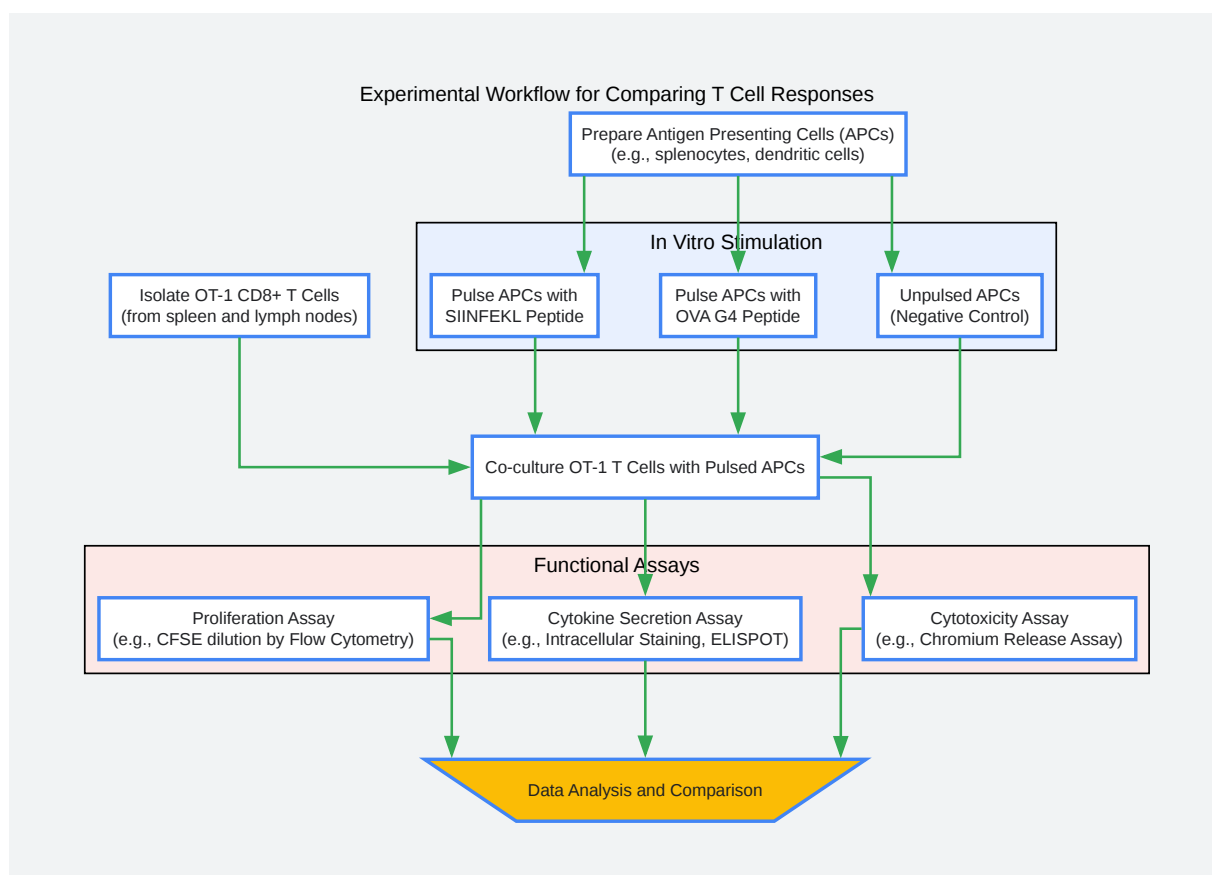 Experimental Workflow for Comparing T Cell Responses
Prepare Antigen Presenting Cells (APCs)
(e.g., splenocytes, dendritic cells)
In Vitro Stimulation
Isolate OT-1 CD8+ T Cells
(from spleen and lymph nodes)
Pulse APCs with
SIINFEKL Peptide
Pulse APCs with
OVA G4 Peptide
Unpulsed APCs
(Negative Control)
Co-culture OT-1 T Cells with Pulsed APCs
Functional Assays
Proliferation Assay
(e.g., CFSE dilution by Flow Cytometry)
Cytokine Secretion Assay
(e.g., Intracellular Staining, ELISPOT)
Cytotoxicity Assay
(e.g., Chromium Release Assay)
Data Analysis and Comparison